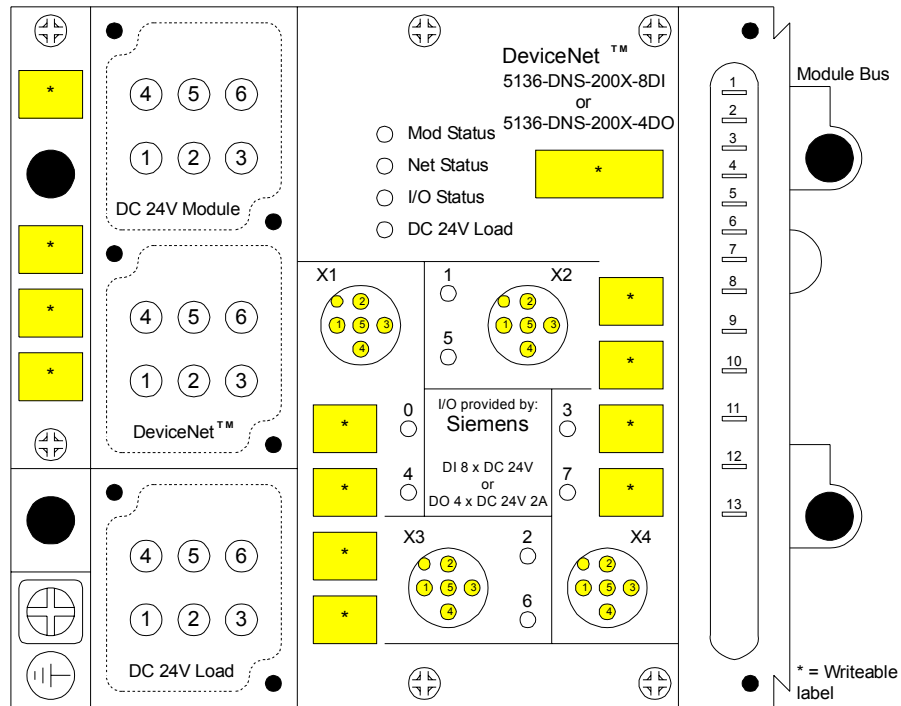 *
*
*
*
4 5 6
1 2 3
DC 24V Module
4 5 6
1 2 3
DeviceNet™
4 5 6
1 2 3
DC 24V Load
DeviceNet ™
5136-DNS-200X-8DI
or
5136-DNS-200X-4DO
Mod Status
Net Status
I/O Status
DC 24V Load
*
X1
2
1 5 3
4
1
5
X2
2
1 5 3
4
*
*
*
*
0
4
*
*
*
*
I/O provided by:
Siemens
DI 8 x DC 24V
or
DO 4 x DC 24V 2A
3
7
X3
2
1 5 3
4
2
6
X4
2
1 5 3
4
1
2
3
4
5
6
7
8
9
10
11
12
13
Module Bus
* = Writeable
label